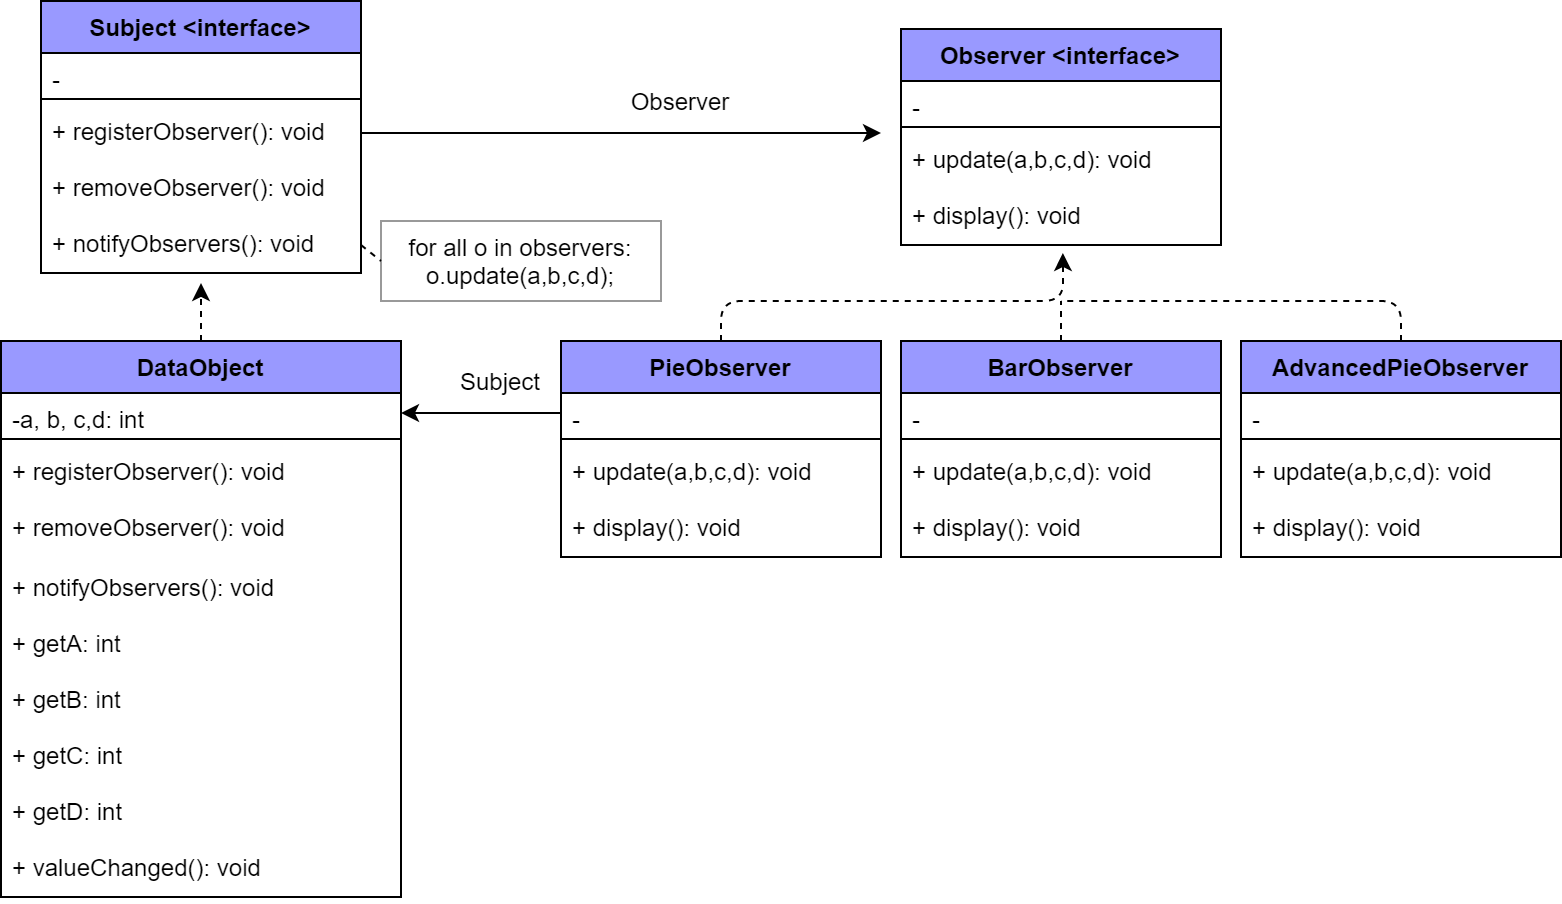 Subject <interface>
-
+ registerObserver(): void
+ removeObserver(): void
+ notifyObservers(): void
Observer
Observer <interface>
-
+ update(a,b,c,d): void
+ display(): void
for all o in observers:
o.update(a,b,c,d);
DataObject
-a, b, c,d: int
+ registerObserver(): void
+ removeObserver(): void
+ notifyObservers(): void
+ getA: int
+ getB: int
+ getC: int
+ getD: int
+ valueChanged(): void
Subject
PieObserver
-
+ update(a,b,c,d): void
+ display(): void
BarObserver
-
+ update(a,b,c,d): void
+ display(): void
AdvancedPieObserver
-
+ update(a,b,c,d): void
+ display(): void